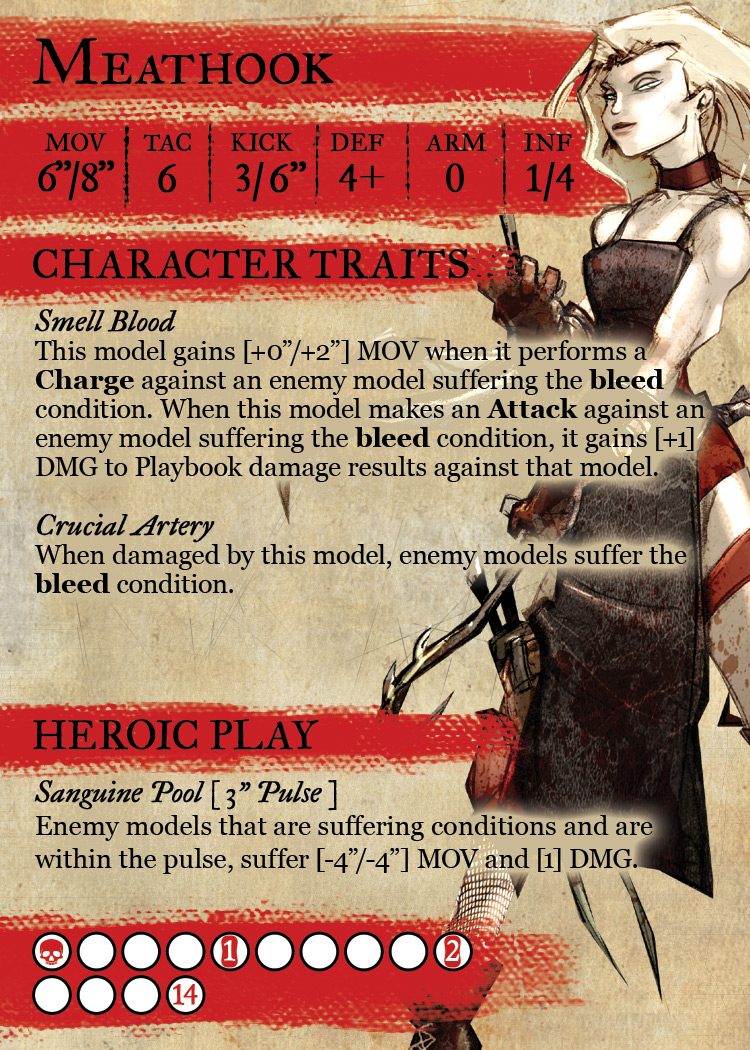 MEATHOOK
MOV TAC KICK DEF ARM INF
6”/8” 6 3/6” 4+ 0 1/4
CHARACTER TRAITS
Smell Blood
This model gains [+0”/+2”] MOV when it performs a
Charge against an enemy model suffering the bleed
condition. When this model makes an Attack against an
enemy model suffering the bleed condition, it gains [+1]
DMG to Playbook damage results against that model.
Crucial Artery
When damaged by this model, enemy models suffer the
bleed condition.
HEROIC PLAY
Sanguine Pool [ 3” Pulse ]
Enemy models that are suffering conditions and are
within the pulse, suffer [-4”/-4”] MOV and [1] DMG.
1 2
14